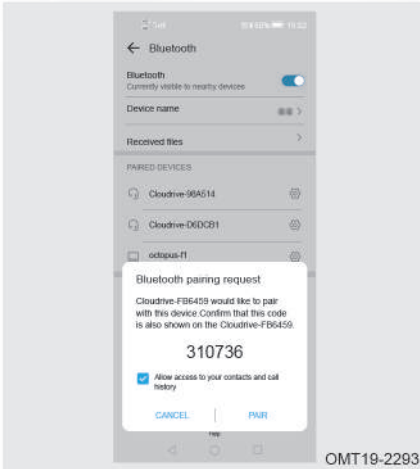 Bluetooth
Bluetooth
Currently visible to nearby devices
Device name
Received files
PAIRED DEVICES
Cloudrive-98A514
Cloudrive-D6DCB1
octopus-f1
Bluetooth pairing request
Cloudrive-FB6459 would like to pair
with this device.Confirm that this code
is also shown on the Cloudrive-FB6459.
310736
Allow access to your contacts and call
history
CANCEL
PAIR
OMT19-2293